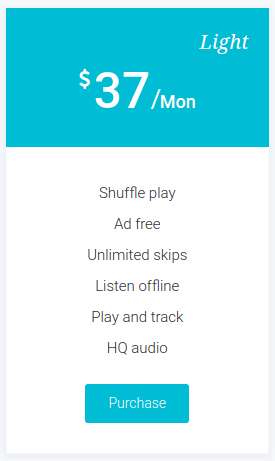 Light
$37/Mon
Shuffle play
Ad free
Unlimited skips
Listen offline
Play and track
HQ audio
Purchase